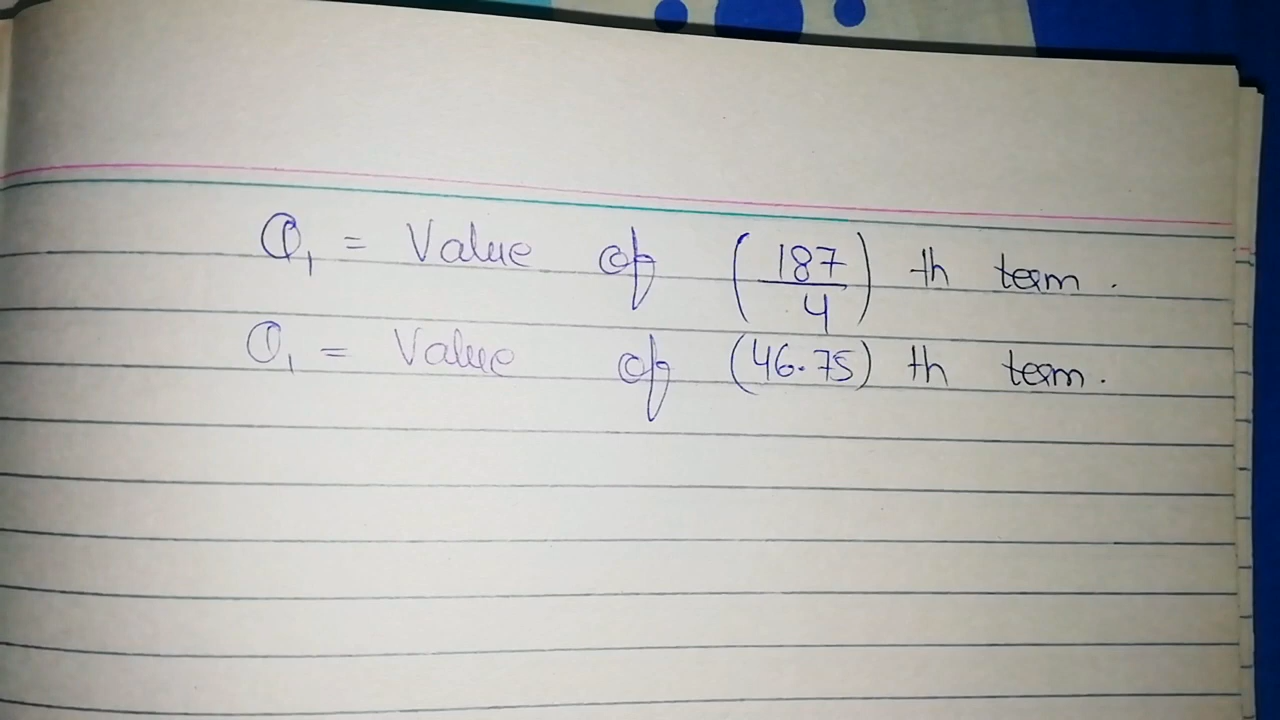 Q₁ = Value of (187/4) th term.
Q₁ = Value of (46.75) th term.